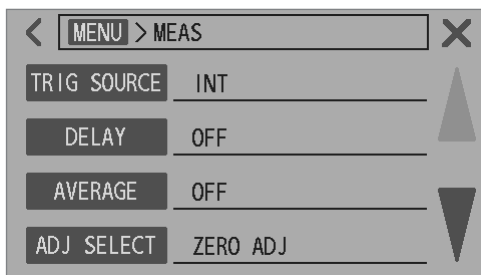 MENU > MEAS
TRIG SOURCE INT
DELAY OFF
AVERAGE OFF
ADJ SELECT ZERO ADJ